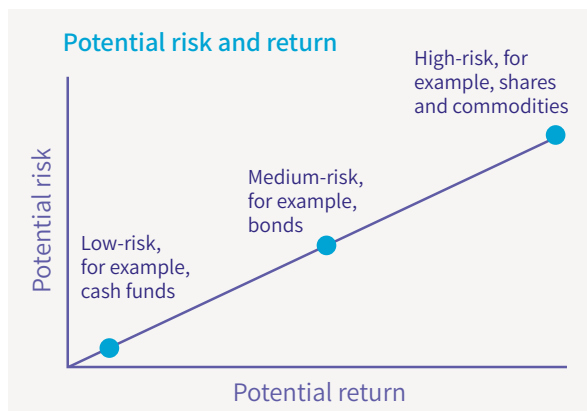 Potential risk and return
High-risk, for
example, shares
and commodities
Medium-risk,
for example,
bonds
Low-risk,
for example,
cash funds
Potential risk
Potential return